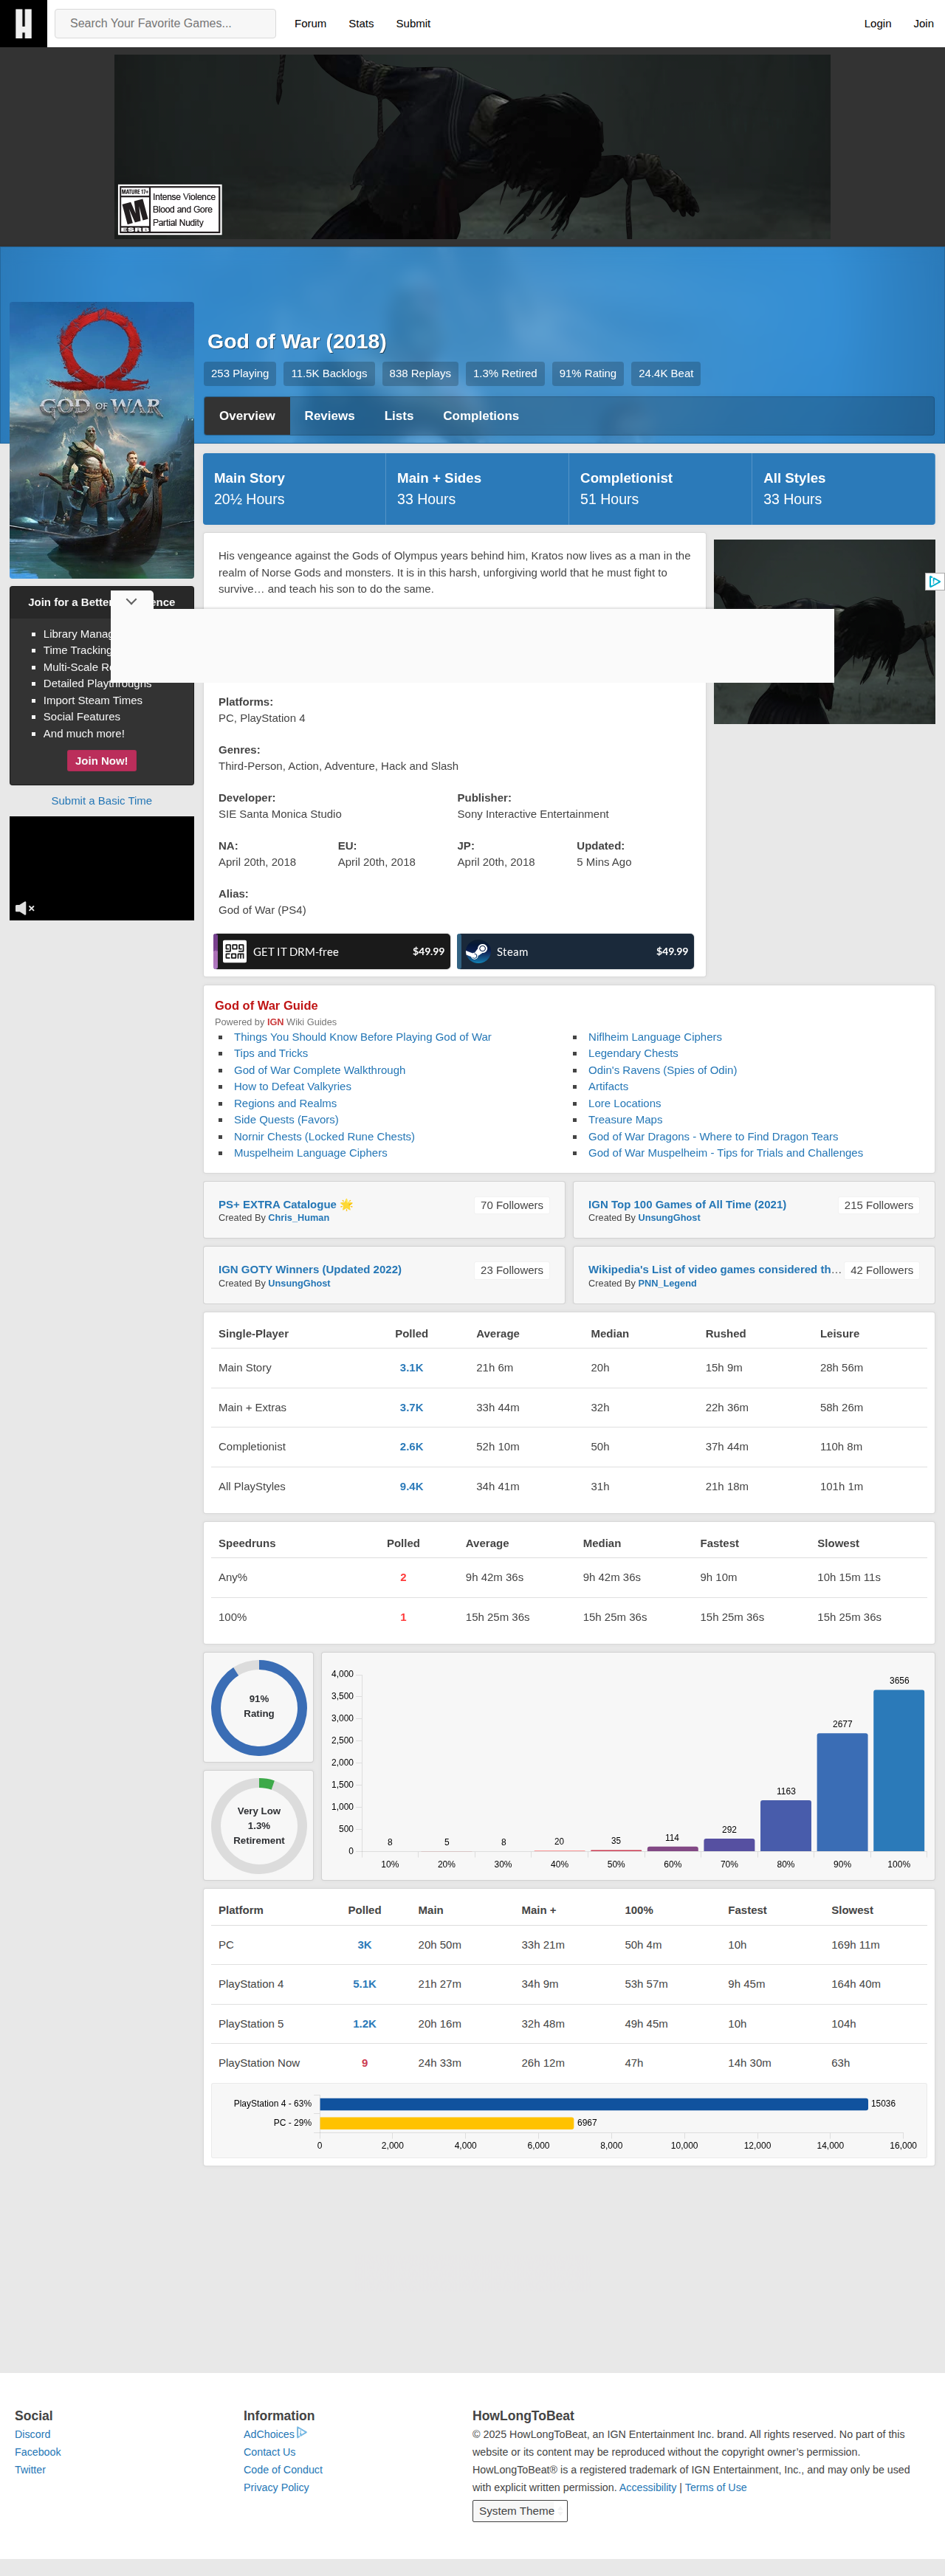 H
Search Your Favorite Games...
Forum
Stats
Submit
Login
Join
MATURE 17+
M
ESRB
Intense Violence
Blood and Gore
Partial Nudity
GOD OF WAR
God of War (2018)
253 Playing
11.5K Backlogs
838 Replays
1.3% Retired
91% Rating
24.4K Beat
Overview
Reviews
Lists
Completions
Main Story
20½ Hours
Main + Sides
33 Hours
Completionist
51 Hours
All Styles
33 Hours
His vengeance against the Gods of Olympus years behind him, Kratos now lives as a man in the
realm of Norse Gods and monsters. It is in this harsh, unforgiving world that he must fight to
survive… and teach his son to do the same.
Join for a Better
Library Manag
Time Tracking
Multi-Scale Re
Detailed Playthroughs
Import Steam Times
Social Features
And much more!
Join Now!
Submit a Basic Time
Platforms:
PC, PlayStation 4
Genres:
Third-Person, Action, Adventure, Hack and Slash
Developer:
SIE Santa Monica Studio
Publisher:
Sony Interactive Entertainment
NA:
April 20th, 2018
EU:
April 20th, 2018
JP:
April 20th, 2018
Updated:
5 Mins Ago
Alias:
God of War (PS4)
GOG COM
GET IT DRM-free
$49.99
Steam
$49.99
God of War Guide
Powered by IGN Wiki Guides
Things You Should Know Before Playing God of War
Tips and Tricks
God of War Complete Walkthrough
How to Defeat Valkyries
Regions and Realms
Side Quests (Favors)
Nornir Chests (Locked Rune Chests)
Muspelheim Language Ciphers
Niflheim Language Ciphers
Legendary Chests
Odin's Ravens (Spies of Odin)
Artifacts
Lore Locations
Treasure Maps
God of War Dragons - Where to Find Dragon Tears
God of War Muspelheim - Tips for Trials and Challenges
PS+ EXTRA Catalogue 🌟
70 Followers
Created By Chris_Human
IGN Top 100 Games of All Time (2021)
215 Followers
Created By UnsungGhost
IGN GOTY Winners (Updated 2022)
23 Followers
Created By UnsungGhost
Wikipedia's List of video games considered th…
42 Followers
Created By PNN_Legend
Single-Player Polled Average Median Rushed Leisure
Main Story 3.1K 21h 6m 20h 15h 9m 28h 56m
Main + Extras 3.7K 33h 44m 32h 22h 36m 58h 26m
Completionist 2.6K 52h 10m 50h 37h 44m 110h 8m
All PlayStyles 9.4K 34h 41m 31h 21h 18m 101h 1m
Speedruns Polled Average Median Fastest Slowest
Any% 2 9h 42m 36s 9h 42m 36s 9h 10m 10h 15m 11s
100% 1 15h 25m 36s 15h 25m 36s 15h 25m 36s 15h 25m 36s
91%
Rating
Very Low
1.3%
Retirement
4,000
3,500
3,000
2,500
2,000
1,500
1,000
500
0
8 5 8 20 35 114 292 1163 2677 3656
10% 20% 30% 40% 50% 60% 70% 80% 90% 100%
Platform Polled Main Main + 100% Fastest Slowest
PC 3K 20h 50m 33h 21m 50h 4m 10h 169h 11m
PlayStation 4 5.1K 21h 27m 34h 9m 53h 57m 9h 45m 164h 40m
PlayStation 5 1.2K 20h 16m 32h 48m 49h 45m 10h 104h
PlayStation Now 9 24h 33m 26h 12m 47h 14h 30m 63h
PlayStation 4 - 63% 15036
PC - 29% 6967
0 2,000 4,000 6,000 8,000 10,000 12,000 14,000 16,000
Social
Discord
Facebook
Twitter
Information
AdChoices
Contact Us
Code of Conduct
Privacy Policy
HowLongToBeat
© 2025 HowLongToBeat, an IGN Entertainment Inc. brand. All rights reserved. No part of this
website or its content may be reproduced without the copyright owner's permission.
HowLongToBeat® is a registered trademark of IGN Entertainment, Inc., and may only be used
with explicit written permission. Accessibility | Terms of Use
System Theme